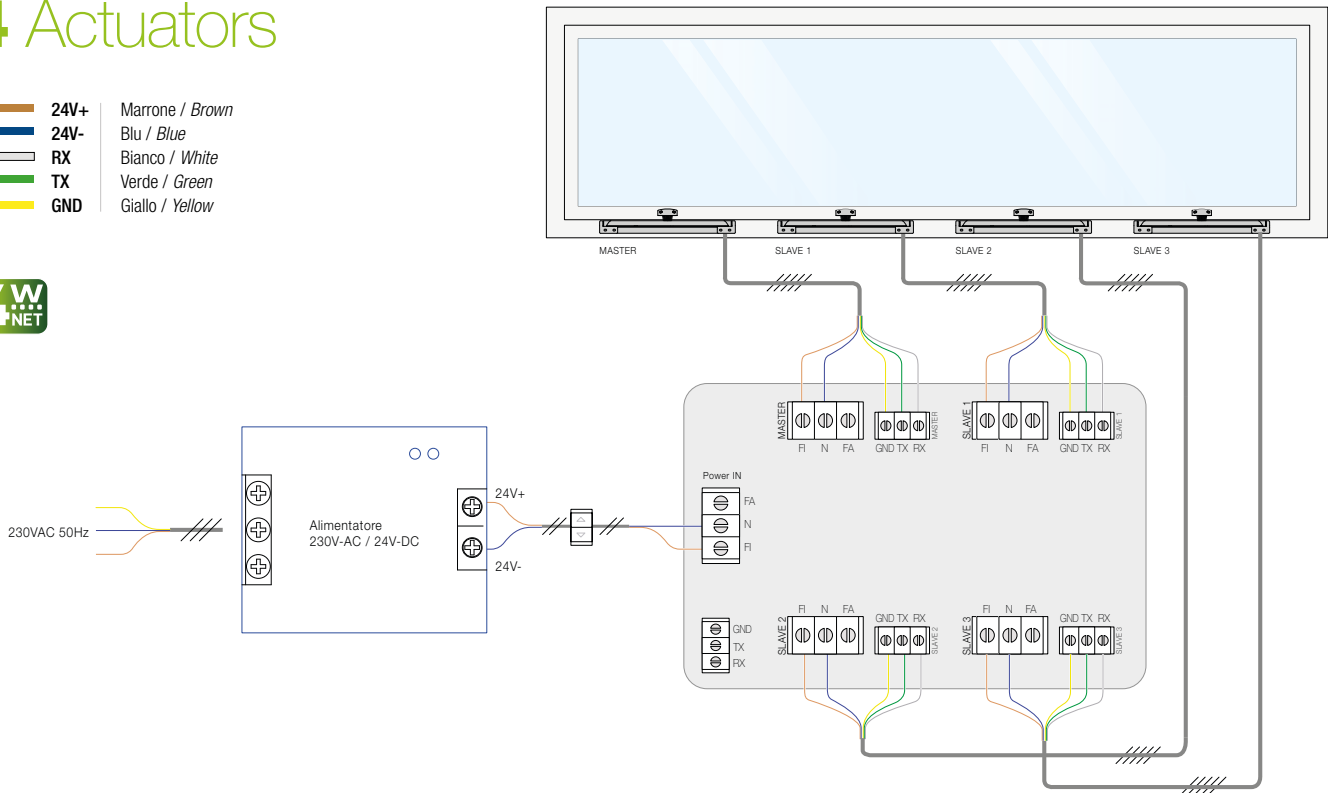 4 Actuators
24V+ Marrone / Brown
24V- Blu / Blue
RX Bianco / White
TX Verde / Green
GND Giallo / Yellow
W
NET
MASTER
SLAVE 1
SLAVE 2
SLAVE 3
MASTER
FI N FA
GND TX RX
MASTER
SLAVE 1
FI N FA
GND TX RX
SLAVE 1
Power IN
FA
N
FI
230VAC 50Hz
Alimentatore
230V-AC / 24V-DC
24V+
24V-
GND
TX
RX
SLAVE 2
FI N FA
GND TX RX
SLAVE 2
SLAVE 3
FI N FA
GND TX RX
SLAVE 3